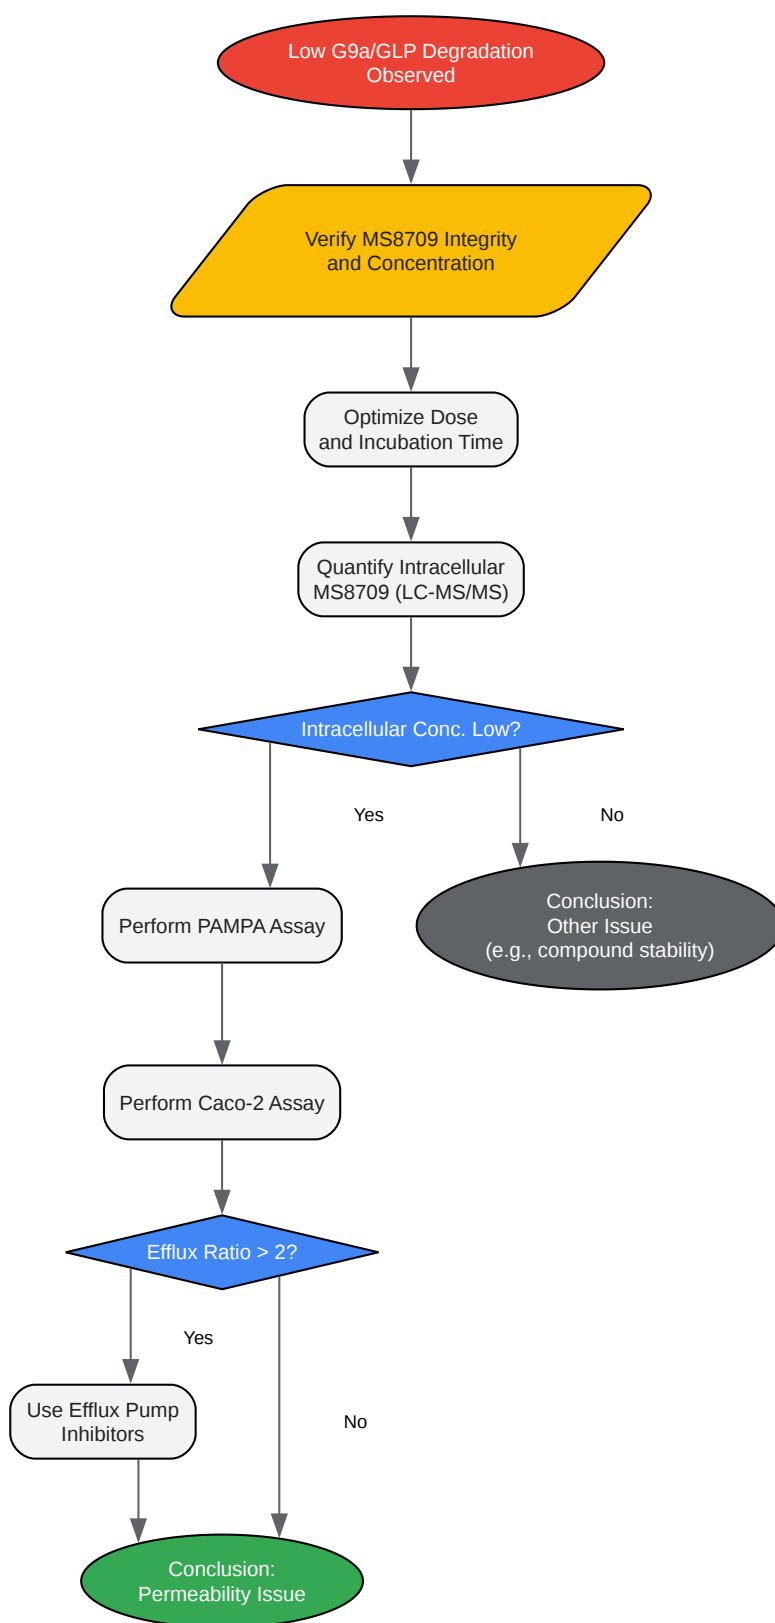 Low G9a/GLP Degradation
Observed
Verify MS8709 Integrity
and Concentration
Optimize Dose
and Incubation Time
Quantify Intracellular
MS8709 (LC-MS/MS)
Intracellular Conc. Low?
Yes
No
Perform PAMPA Assay
Conclusion:
Other Issue
(e.g., compound stability)
Perform Caco-2 Assay
Efflux Ratio > 2?
Yes
No
Use Efflux Pump
Inhibitors
Conclusion:
Permeability Issue